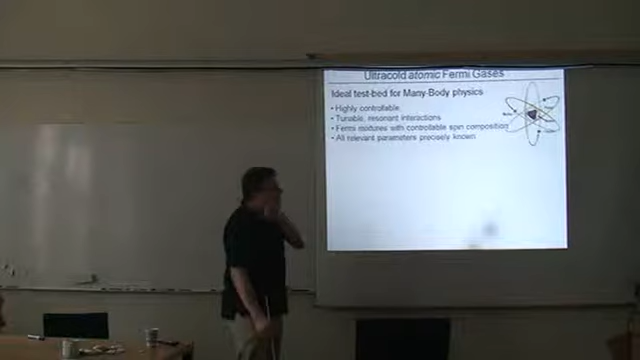 Ultracold atomic Fermi Gases
Ideal test-bed for Many-Body physics
• Highly controllable,
• Tunable, resonant interactions
• Fermi mixtures with controllable spin composition
• All relevant parameters precisely known